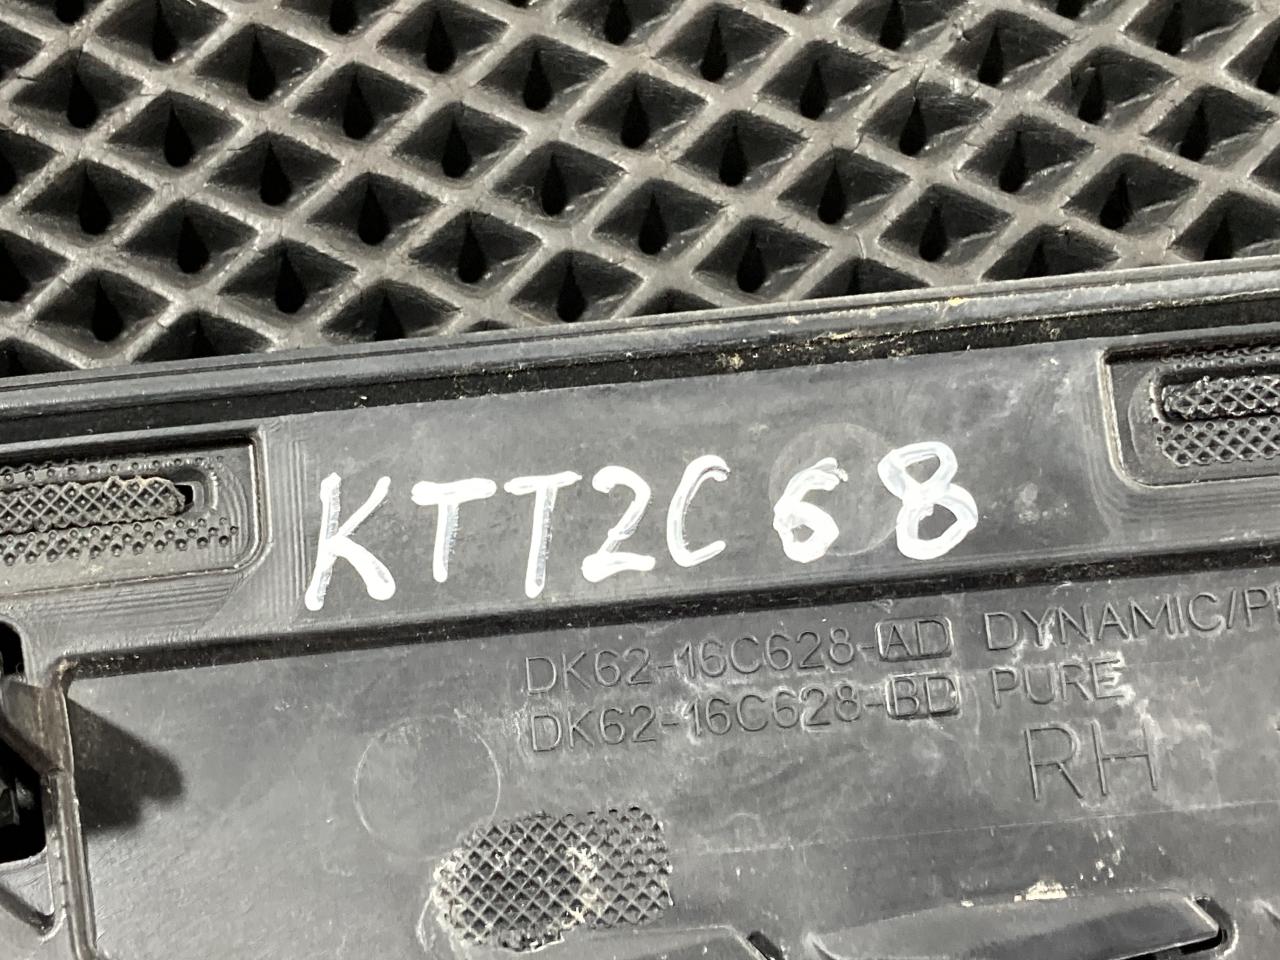 KTT2C68
DK62-16C628-AD DYNAMIC/P
DK62-16C628-BD PURE
RH